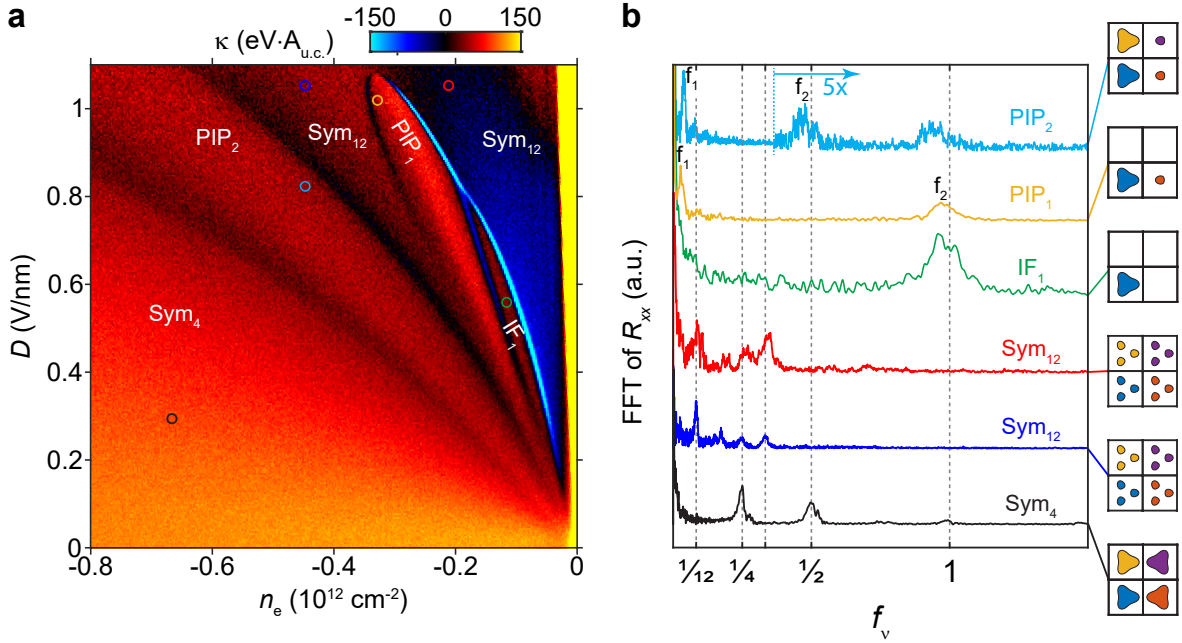 a
κ (eV·A_u.c.)
-150 0 150
D (V/nm)
1
0.8
0.6
0.4
0.2
0
-0.8 -0.6 -0.4 -0.2 0
n_e (10^12 cm^-2)
PIP_2
Sym_12
PIP_1
Sym_12
IF_1
Sym_4
b
FFT of R_xx (a.u.)
f_1
5x
f_2
PIP_2
f_1
f_2
PIP_1
IF_1
Sym_12
Sym_12
Sym_4
1/12 1/4 1/2 1
f_ν